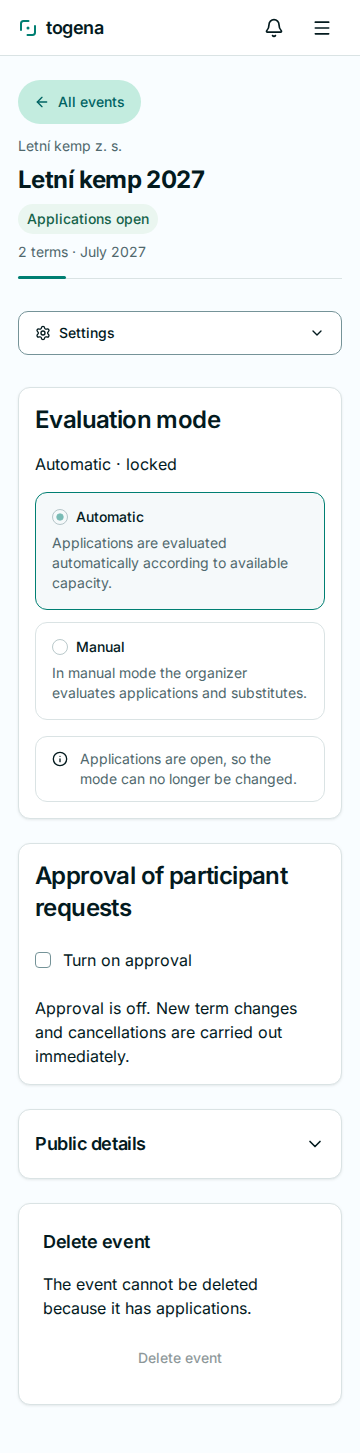 togena
All events
Letní kemp z. s.
Letní kemp 2027
Applications open
2 terms · July 2027
Settings
Evaluation mode
Automatic · locked
Automatic
Applications are evaluated
automatically according to available
capacity.
Manual
In manual mode the organizer
evaluates applications and substitutes.
Applications are open, so the
mode can no longer be changed.
Approval of participant
requests
Turn on approval
Approval is off. New term changes
and cancellations are carried out
immediately.
Public details
Delete event
The event cannot be deleted
because it has applications.
Delete event